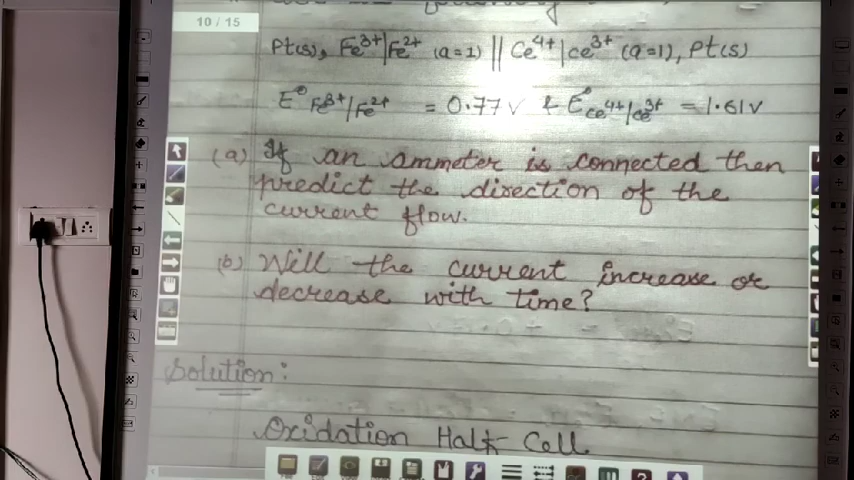 10 / 15
Pt(s), Fe³⁺|Fe²⁺ (a=1) || Ce⁴⁺|ce³⁺ (a=1), Pt(s)
E° Fe³⁺/Fe²⁺ = 0.77 V & E° ce⁴⁺/ce³⁺ = 1.61V
(a) If an ammeter is connected then
predict the direction of the
current flow.
(b) Will the current increase or
decrease with time?
Solution:
Oxidation Half Cell